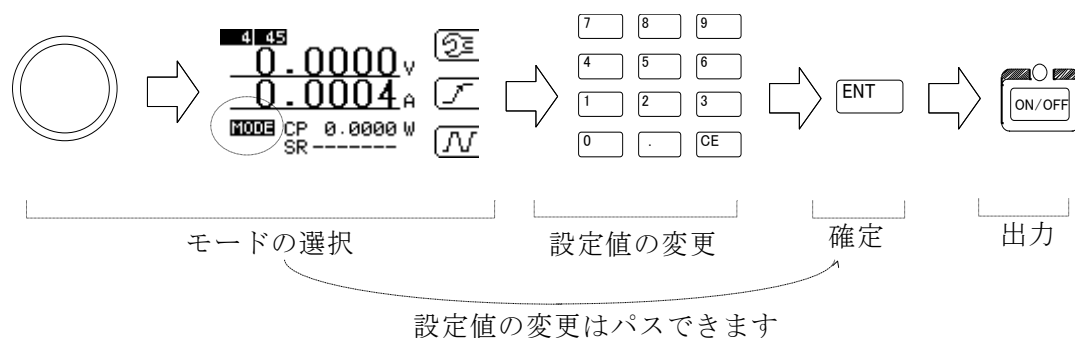 4 45
0.0000 V
0.0004 A
MODE CP 0.0000 W
SR -------
7 8 9
4 5 6
1 2 3
0 . CE
ENT
ON/OFF
モードの選択
設定値の変更
確定
出力
設定値の変更はパスできます